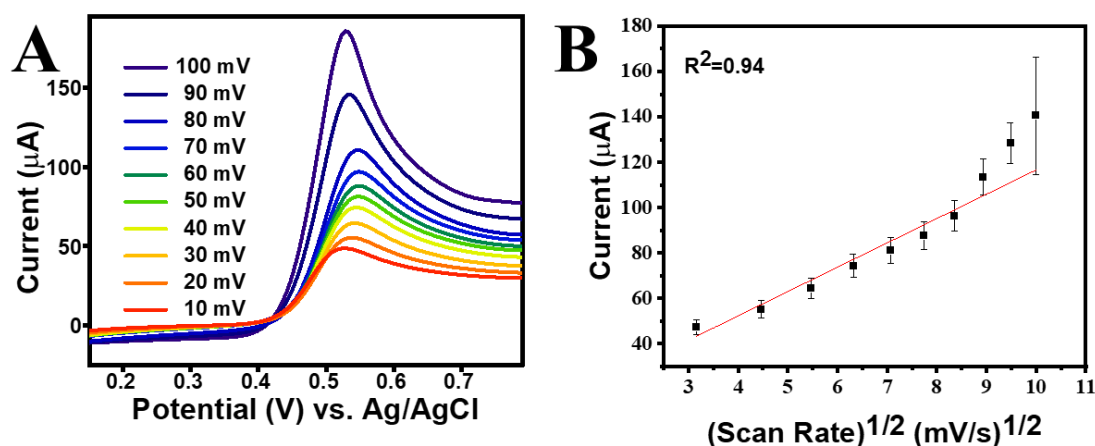 A
100 mV
90 mV
80 mV
70 mV
60 mV
50 mV
40 mV
30 mV
20 mV
10 mV
150
100
50
0
Current (μA)
0.2 0.3 0.4 0.5 0.6 0.7
Potential (V) vs. Ag/AgCl
B
R²=0.94
180
160
140
120
100
80
60
40
Current (μA)
3 4 5 6 7 8 9 10 11
(Scan Rate)^1/2 (mV/s)^1/2